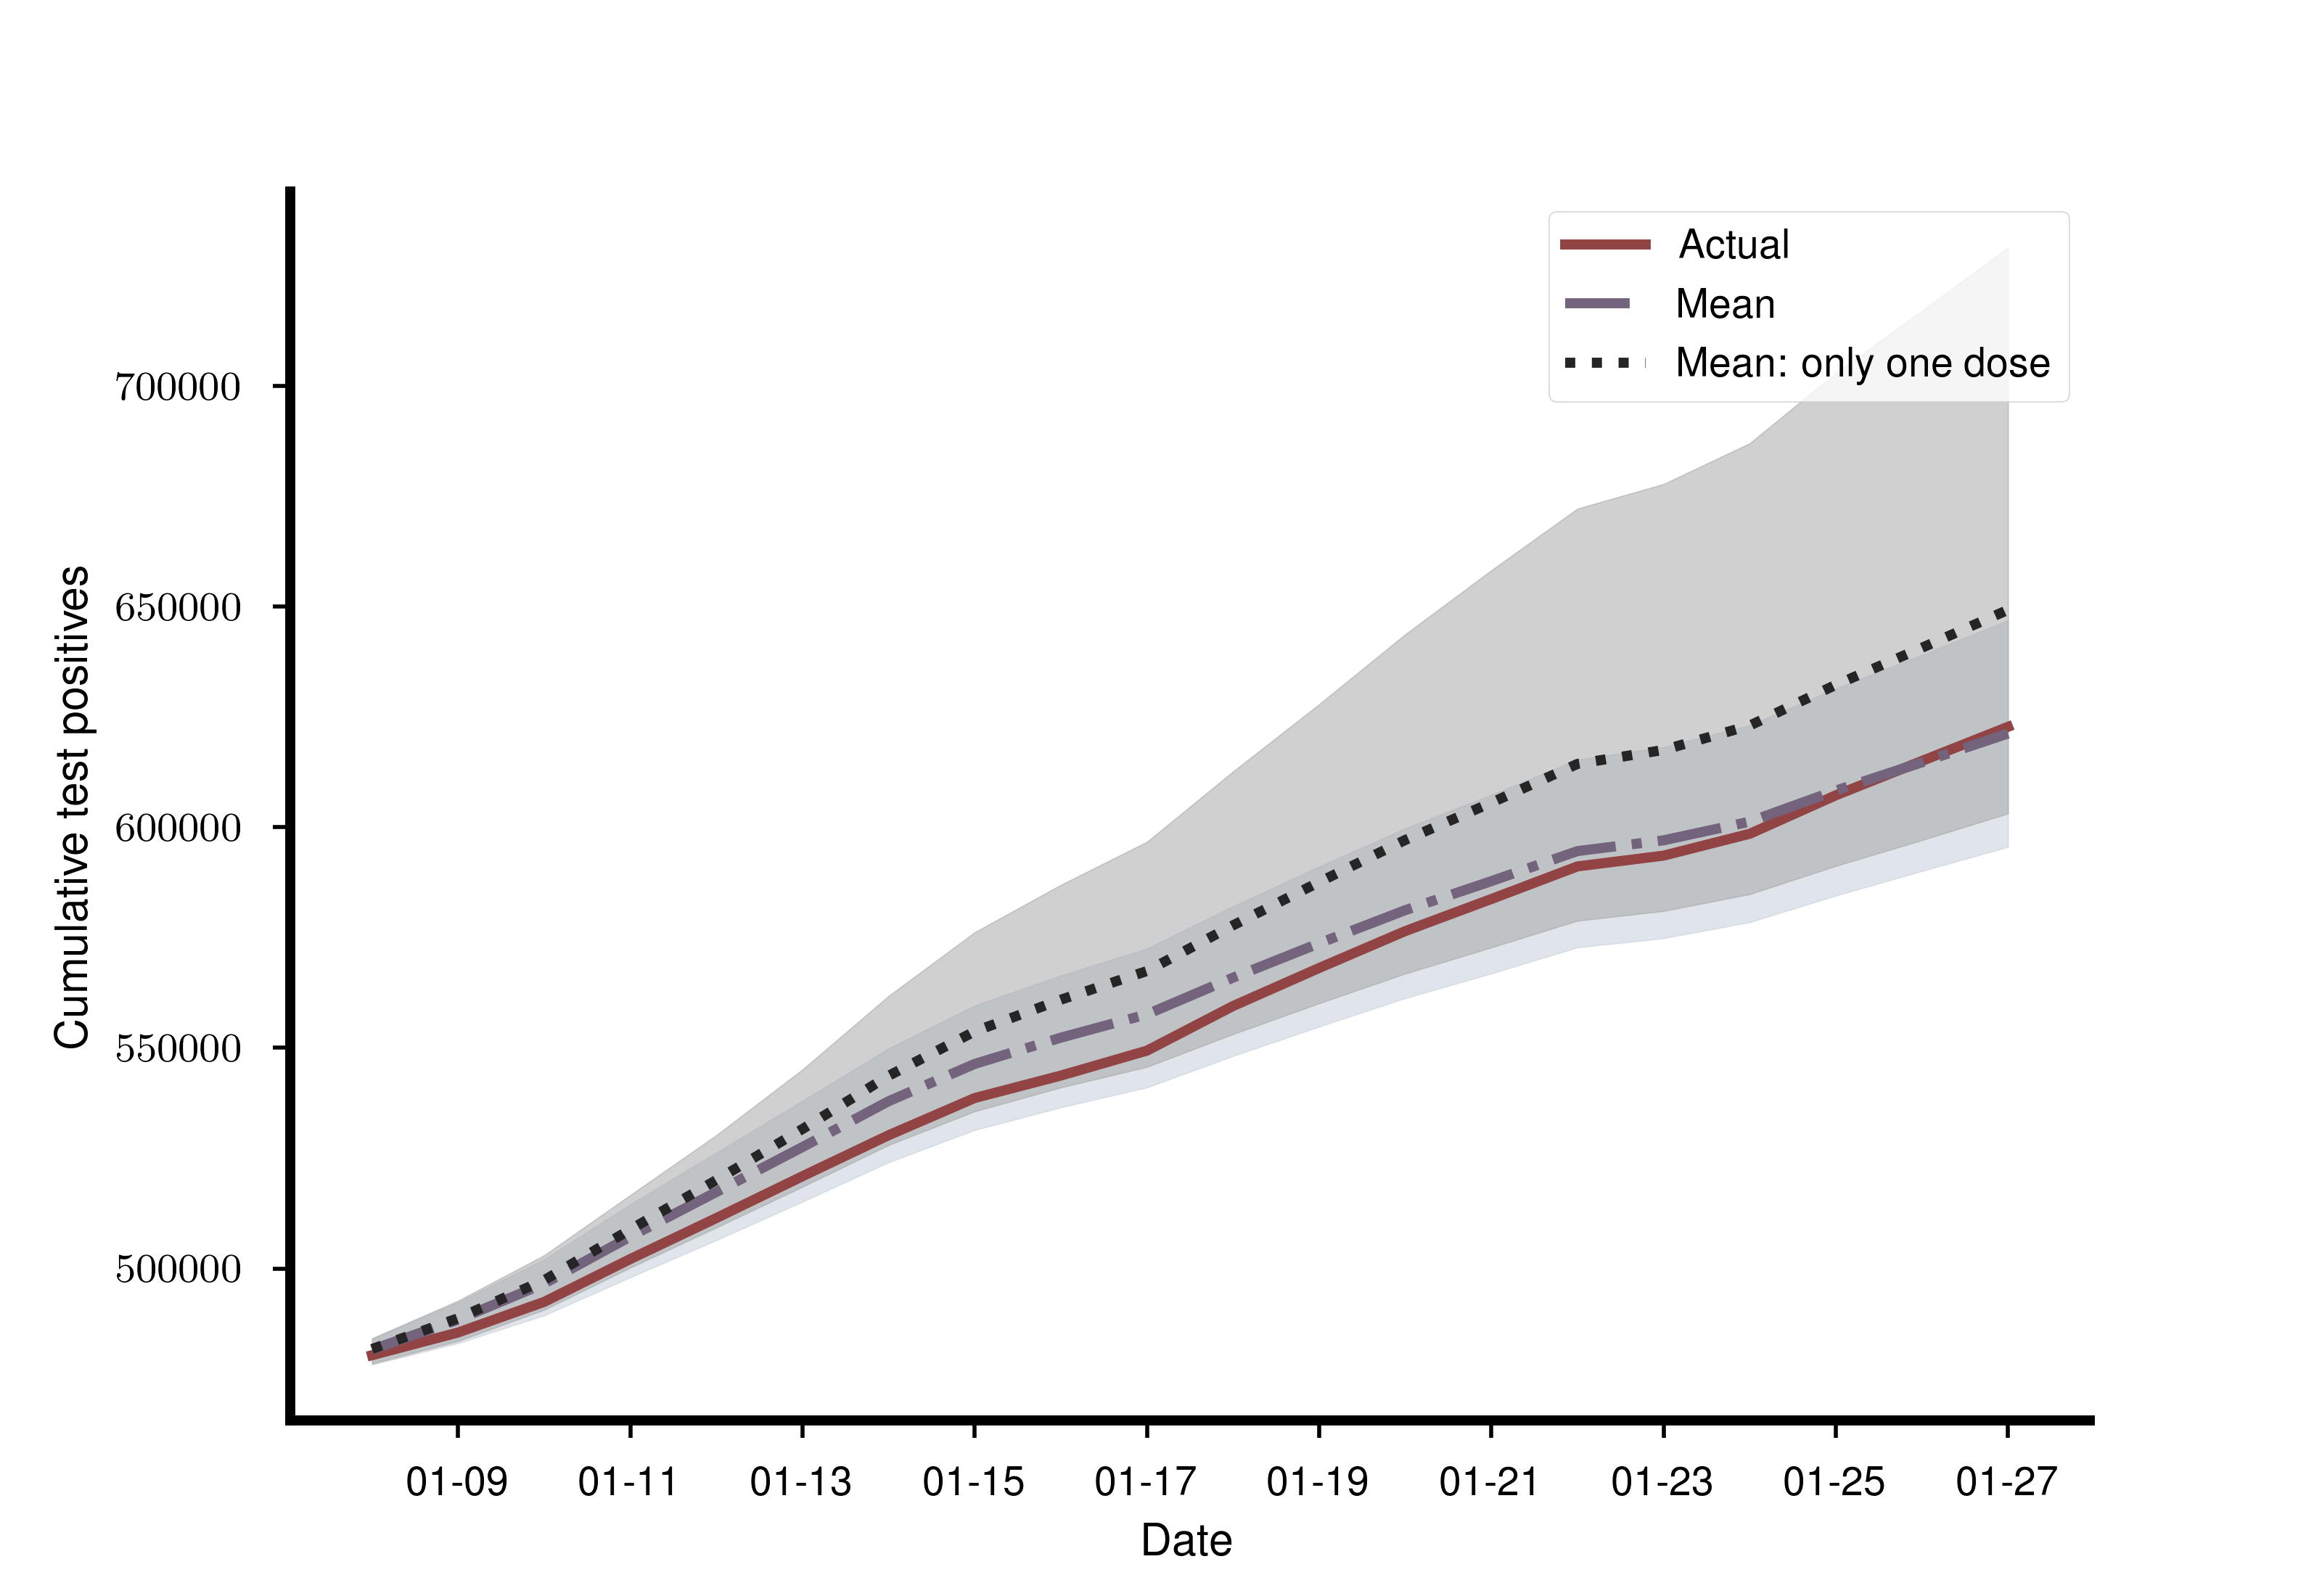 Actual
Mean
Mean: only one dose
700000
650000
600000
550000
500000
Cumulative test positives
01-09 01-11 01-13 01-15 01-17 01-19 01-21 01-23 01-25 01-27
Date